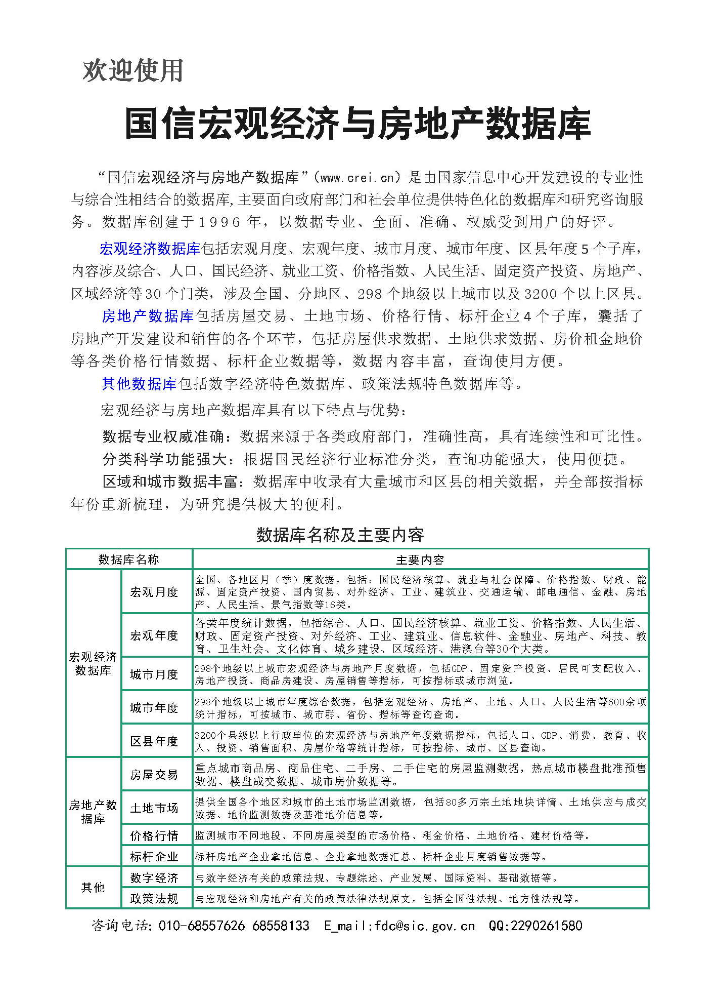 欢迎使用
国信宏观经济与房地产数据库
“国信宏观经济与房地产数据库”（www.crei.cn）是由国家信息中心开发建设的专业性
与综合性相结合的数据库,主要面向政府部门和社会单位提供特色化的数据库和研究咨询服
务。数据库创建于1996 年，以数据专业、全面、准确、权威受到用户的好评。
宏观经济数据库包括宏观月度、宏观年度、城市月度、城市年度、区县年度 5 个子库，
内容涉及综合、人口、国民经济、就业工资、价格指数、人民生活、固定资产投资、房地产、
区域经济等 30 个门类，涉及全国、分地区、298 个地级以上城市以及 3200 个以上区县。
房地产数据库包括房屋交易、土地市场、价格行情、标杆企业 4 个子库，囊括了
房地产开发建设和销售的各个环节，包括房屋供求数据、土地供求数据、房价租金地价
等各类价格行情数据、标杆企业数据等，数据内容丰富，查询使用方便。
其他数据库包括数字经济特色数据库、政策法规特色数据库等。
宏观经济与房地产数据库具有以下特点与优势：
数据专业权威准确：数据来源于各类政府部门，准确性高，具有连续性和可比性。
分类科学功能强大：根据国民经济行业标准分类，查询功能强大，使用便捷。
区域和城市数据丰富：数据库中收录有大量城市和区县的相关数据，并全部按指标
年份重新梳理，为研究提供极大的便利。
数据库名称及主要内容
数据库名称 主要内容
宏观经济
数据库
宏观月度
全国、各地区月（季）度数据，包括：国民经济核算、就业与社会保障、价格指数、财政、能
源、固定资产投资、国内贸易、对外经济、工业、建筑业、交通运输、邮电通信、金融、房地
产、人民生活、景气指数等16类。
宏观年度
各类年度统计数据，包括综合、人口、国民经济核算、就业工资、价格指数、人民生活、
财政、固定资产投资、对外经济、工业、建筑业、信息软件、金融业、房地产、科技、教
育、卫生社会、文化体育、城乡建设、区域经济、港澳台等30个大类。
城市月度
298个地级以上城市宏观经济与房地产月度数据，包括GDP、固定资产投资、居民可支配收入、
房地产投资、商品房建设、房屋销售等指标，可按指标或城市浏览。
城市年度
298个地级以上城市年度综合数据，包括宏观经济、房地产、土地、人口、人民生活等600余项
统计指标，可按城市、城市群、省份、指标等查询查询。
区县年度
3200个县级以上行政单位的宏观经济与房地产年度数据指标，包括人口、GDP、消费、教育、收
入、投资、销售面积、房屋价格等统计指标，可按指标、城市、区县查询。
房地产数
据库
房屋交易
重点城市商品房、商品住宅、二手房、二手住宅的房屋监测数据，热点城市楼盘批准预售
数据、楼盘成交数据、城市房价数据等。
土地市场
提供全国各个地区和城市的土地市场监测数据，包括80多万宗土地地块详情、土地供应与成交
数据、地价监测数据及基准地价信息等。
价格行情
监测城市不同地段、不同房屋类型的市场价格、租金价格、土地价格、建材价格等。
标杆企业
标杆房地产企业拿地信息、企业拿地数据汇总、标杆企业月度销售数据等。
其他
数字经济
与数字经济有关的政策法规、专题综述、产业发展、国际资料、基础数据等。
政策法规
与宏观经济和房地产有关的政策法律法规原文，包括全国性法规、地方性法规等。
咨询电话：010-68557626 68558133 E_mail:fdc@sic.gov.cn QQ:2290261580